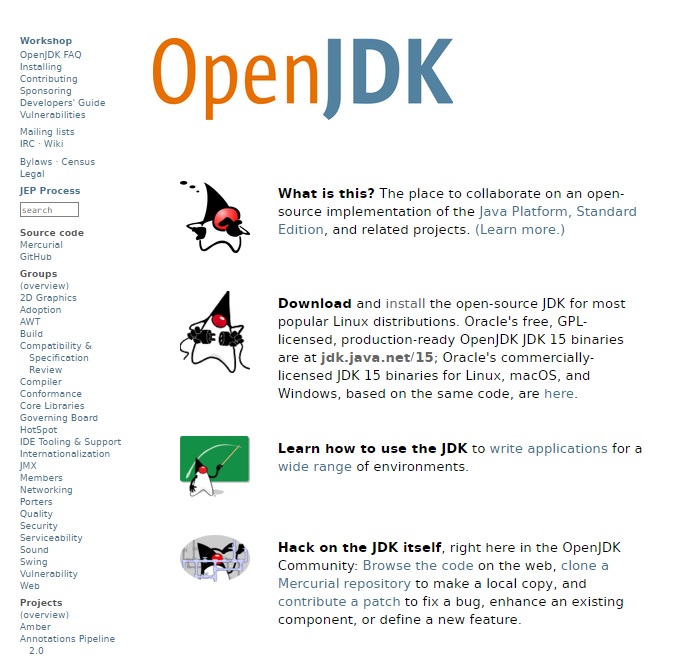 Workshop
OpenJDK FAQ
Installing
Contributing
Sponsoring
Developers' Guide
Vulnerabilities
Mailing lists
IRC · Wiki
Bylaws · Census
Legal
JEP Process
search
Source code
Mercurial
GitHub
Groups
(overview)
2D Graphics
Adoption
AWT
Build
Compatibility &
Specification
Review
Compiler
Conformance
Core Libraries
Governing Board
HotSpot
IDE Tooling & Support
Internationalization
JMX
Members
Networking
Porters
Quality
Security
Serviceability
Sound
Swing
Vulnerability
Web
Projects
(overview)
Amber
Annotations Pipeline
2.0
OpenJDK
What is this? The place to collaborate on an open-
source implementation of the Java Platform, Standard
Edition, and related projects. (Learn more.)
Download and install the open-source JDK for most
popular Linux distributions. Oracle's free, GPL-
licensed, production-ready OpenJDK JDK 15 binaries
are at jdk.java.net/15; Oracle's commercially-
licensed JDK 15 binaries for Linux, macOS, and
Windows, based on the same code, are here.
Learn how to use the JDK to write applications for a
wide range of environments.
Hack on the JDK itself, right here in the OpenJDK
Community: Browse the code on the web, clone a
Mercurial repository to make a local copy, and
contribute a patch to fix a bug, enhance an existing
component, or define a new feature.